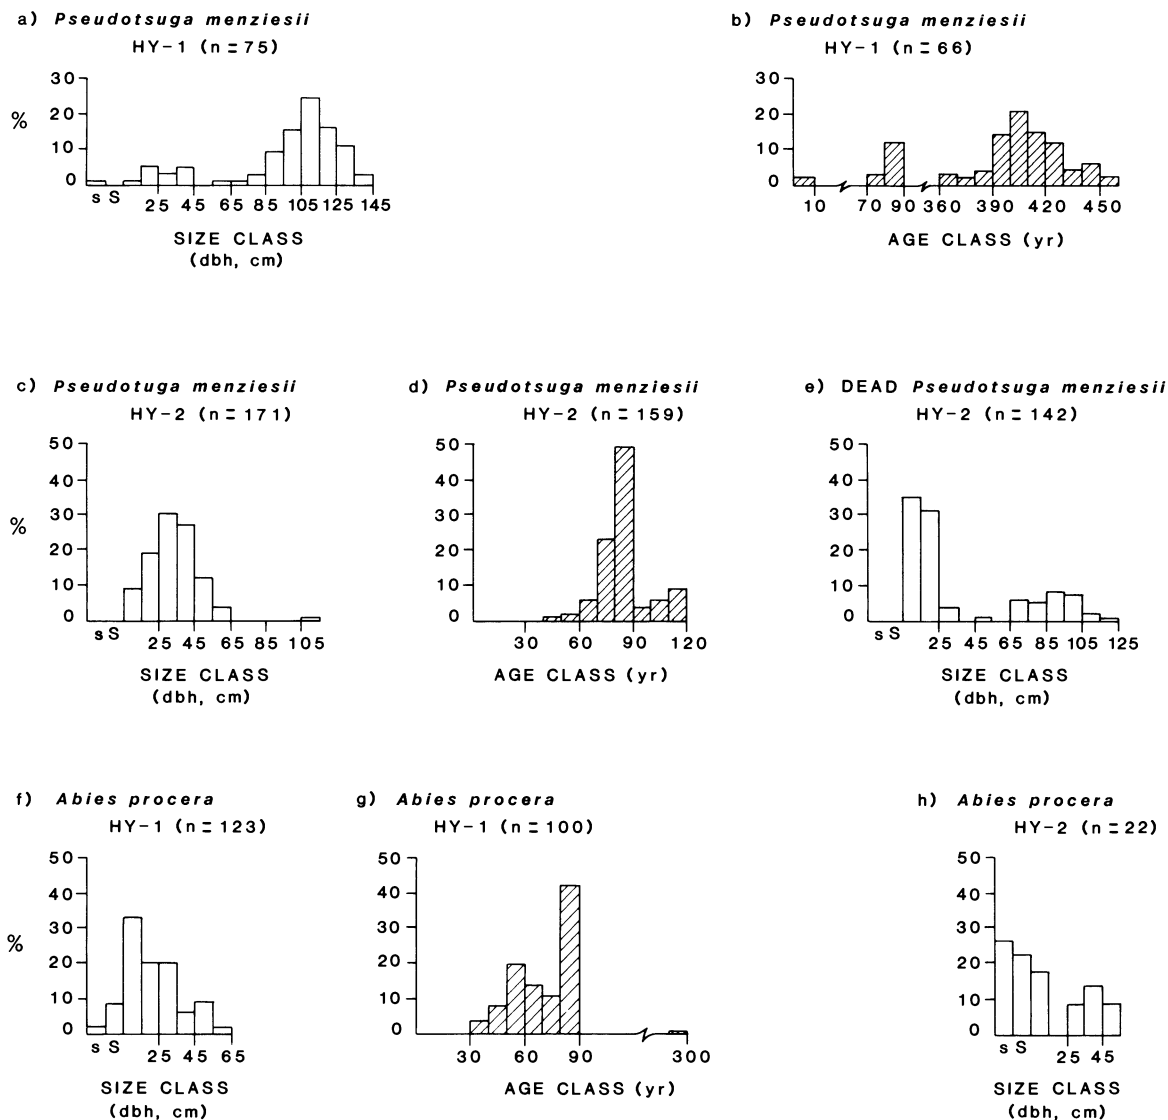 a) Pseudotsuga menziesii
HY-1 (n = 75)
30
20
%
10
0
s S 25 45 65 85 105 125 145
SIZE CLASS
(dbh, cm)
b) Pseudotsuga menziesii
HY-1 (n = 66)
30
20
10
0
10 70 90 360 390 420 450
AGE CLASS (yr)
c) Pseudotuga menziesii
HY-2 (n = 171)
50
40
30
%
20
10
0
s S 25 45 65 85 105
SIZE CLASS
(dbh, cm)
d) Pseudotsuga menziesii
HY-2 (n = 159)
50
40
30
20
10
0
30 60 90 120
AGE CLASS (yr)
e) DEAD Pseudotsuga menziesii
HY-2 (n = 142)
50
40
30
20
10
0
s S 25 45 65 85 105 125
SIZE CLASS
(dbh, cm)
f) Abies procera
HY-1 (n = 123)
50
40
30
%
20
10
0
s S 25 45 65
SIZE CLASS
(dbh, cm)
g) Abies procera
HY-1 (n = 100)
50
40
30
20
10
0
30 60 90 300
AGE CLASS (yr)
h) Abies procera
HY-2 (n = 22)
50
40
30
20
10
0
s S 25 45
SIZE CLASS
(dbh, cm)